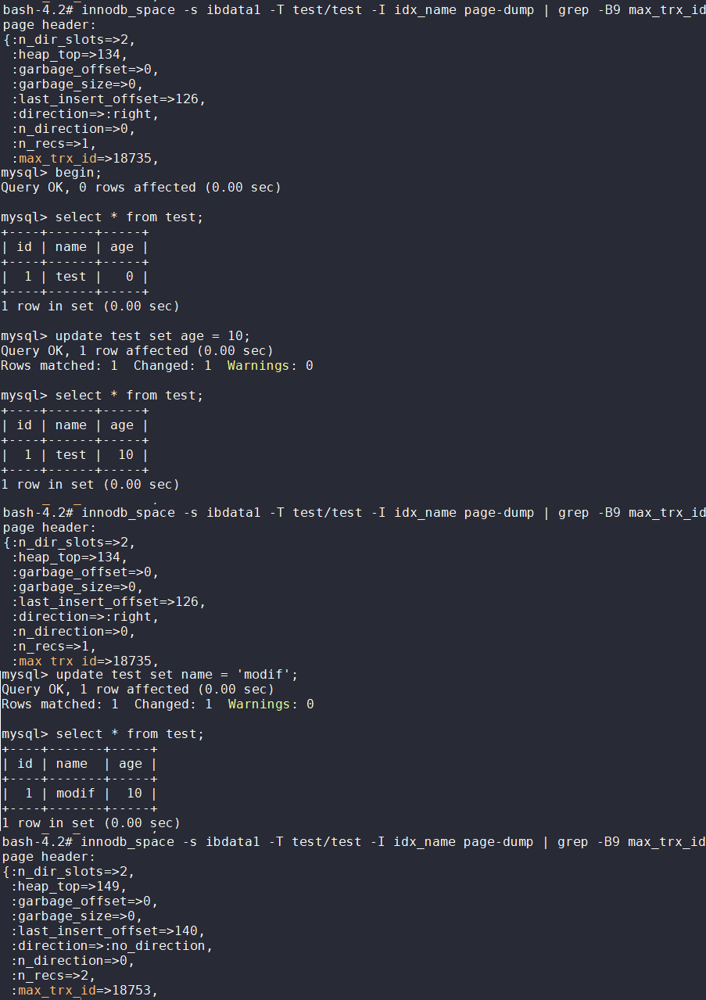 bash-4.2# innodb_space -s ibdata1 -T test/test -I idx_name page-dump | grep -B9 max_trx_id
page header:
{:n_dir_slots=>2,
 :heap_top=>134,
 :garbage_offset=>0,
 :garbage_size=>0,
 :last_insert_offset=>126,
 :direction=>:right,
 :n_direction=>0,
 :n_recs=>1,
 :max_trx_id=>18735,
mysql> begin;
Query OK, 0 rows affected (0.00 sec)

mysql> select * from test;
+----+------+-----+
| id | name | age |
+----+------+-----+
|  1 | test |   0 |
+----+------+-----+
1 row in set (0.00 sec)

mysql> update test set age = 10;
Query OK, 1 row affected (0.00 sec)
Rows matched: 1  Changed: 1  Warnings: 0

mysql> select * from test;
+----+------+-----+
| id | name | age |
+----+------+-----+
|  1 | test |  10 |
+----+------+-----+
1 row in set (0.00 sec)

bash-4.2# innodb_space -s ibdata1 -T test/test -I idx_name page-dump | grep -B9 max_trx_id
page header:
{:n_dir_slots=>2,
 :heap_top=>134,
 :garbage_offset=>0,
 :garbage_size=>0,
 :last_insert_offset=>126,
 :direction=>:right,
 :n_direction=>0,
 :n_recs=>1,
 :max_trx_id=>18735,
mysql> update test set name = 'modif';
Query OK, 1 row affected (0.00 sec)
Rows matched: 1  Changed: 1  Warnings: 0

mysql> select * from test;
+----+-------+-----+
| id | name  | age |
+----+-------+-----+
|  1 | modif |  10 |
+----+-------+-----+
1 row in set (0.00 sec)
bash-4.2# innodb_space -s ibdata1 -T test/test -I idx_name page-dump | grep -B9 max_trx_id
page header:
{:n_dir_slots=>2,
 :heap_top=>149,
 :garbage_offset=>0,
 :garbage_size=>0,
 :last_insert_offset=>140,
 :direction=>:no_direction,
 :n_direction=>0,
 :n_recs=>2,
 :max_trx_id=>18753,